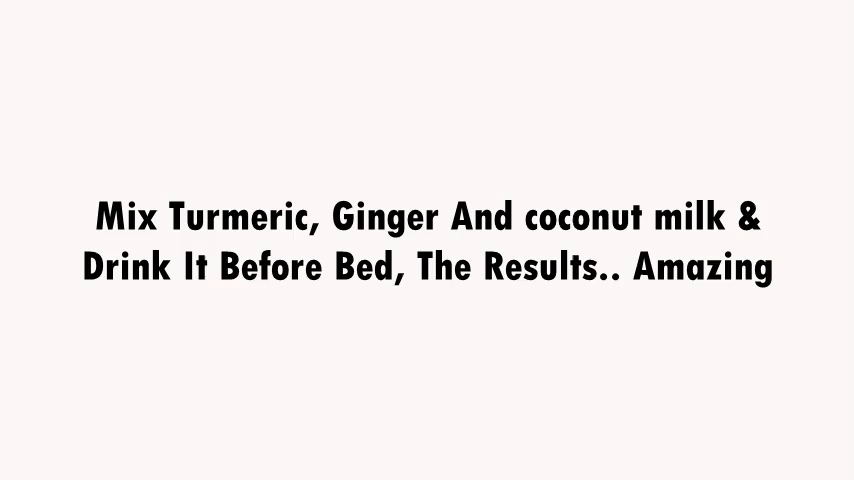 Mix Turmeric, Ginger And coconut milk &
Drink It Before Bed, The Results.. Amazing